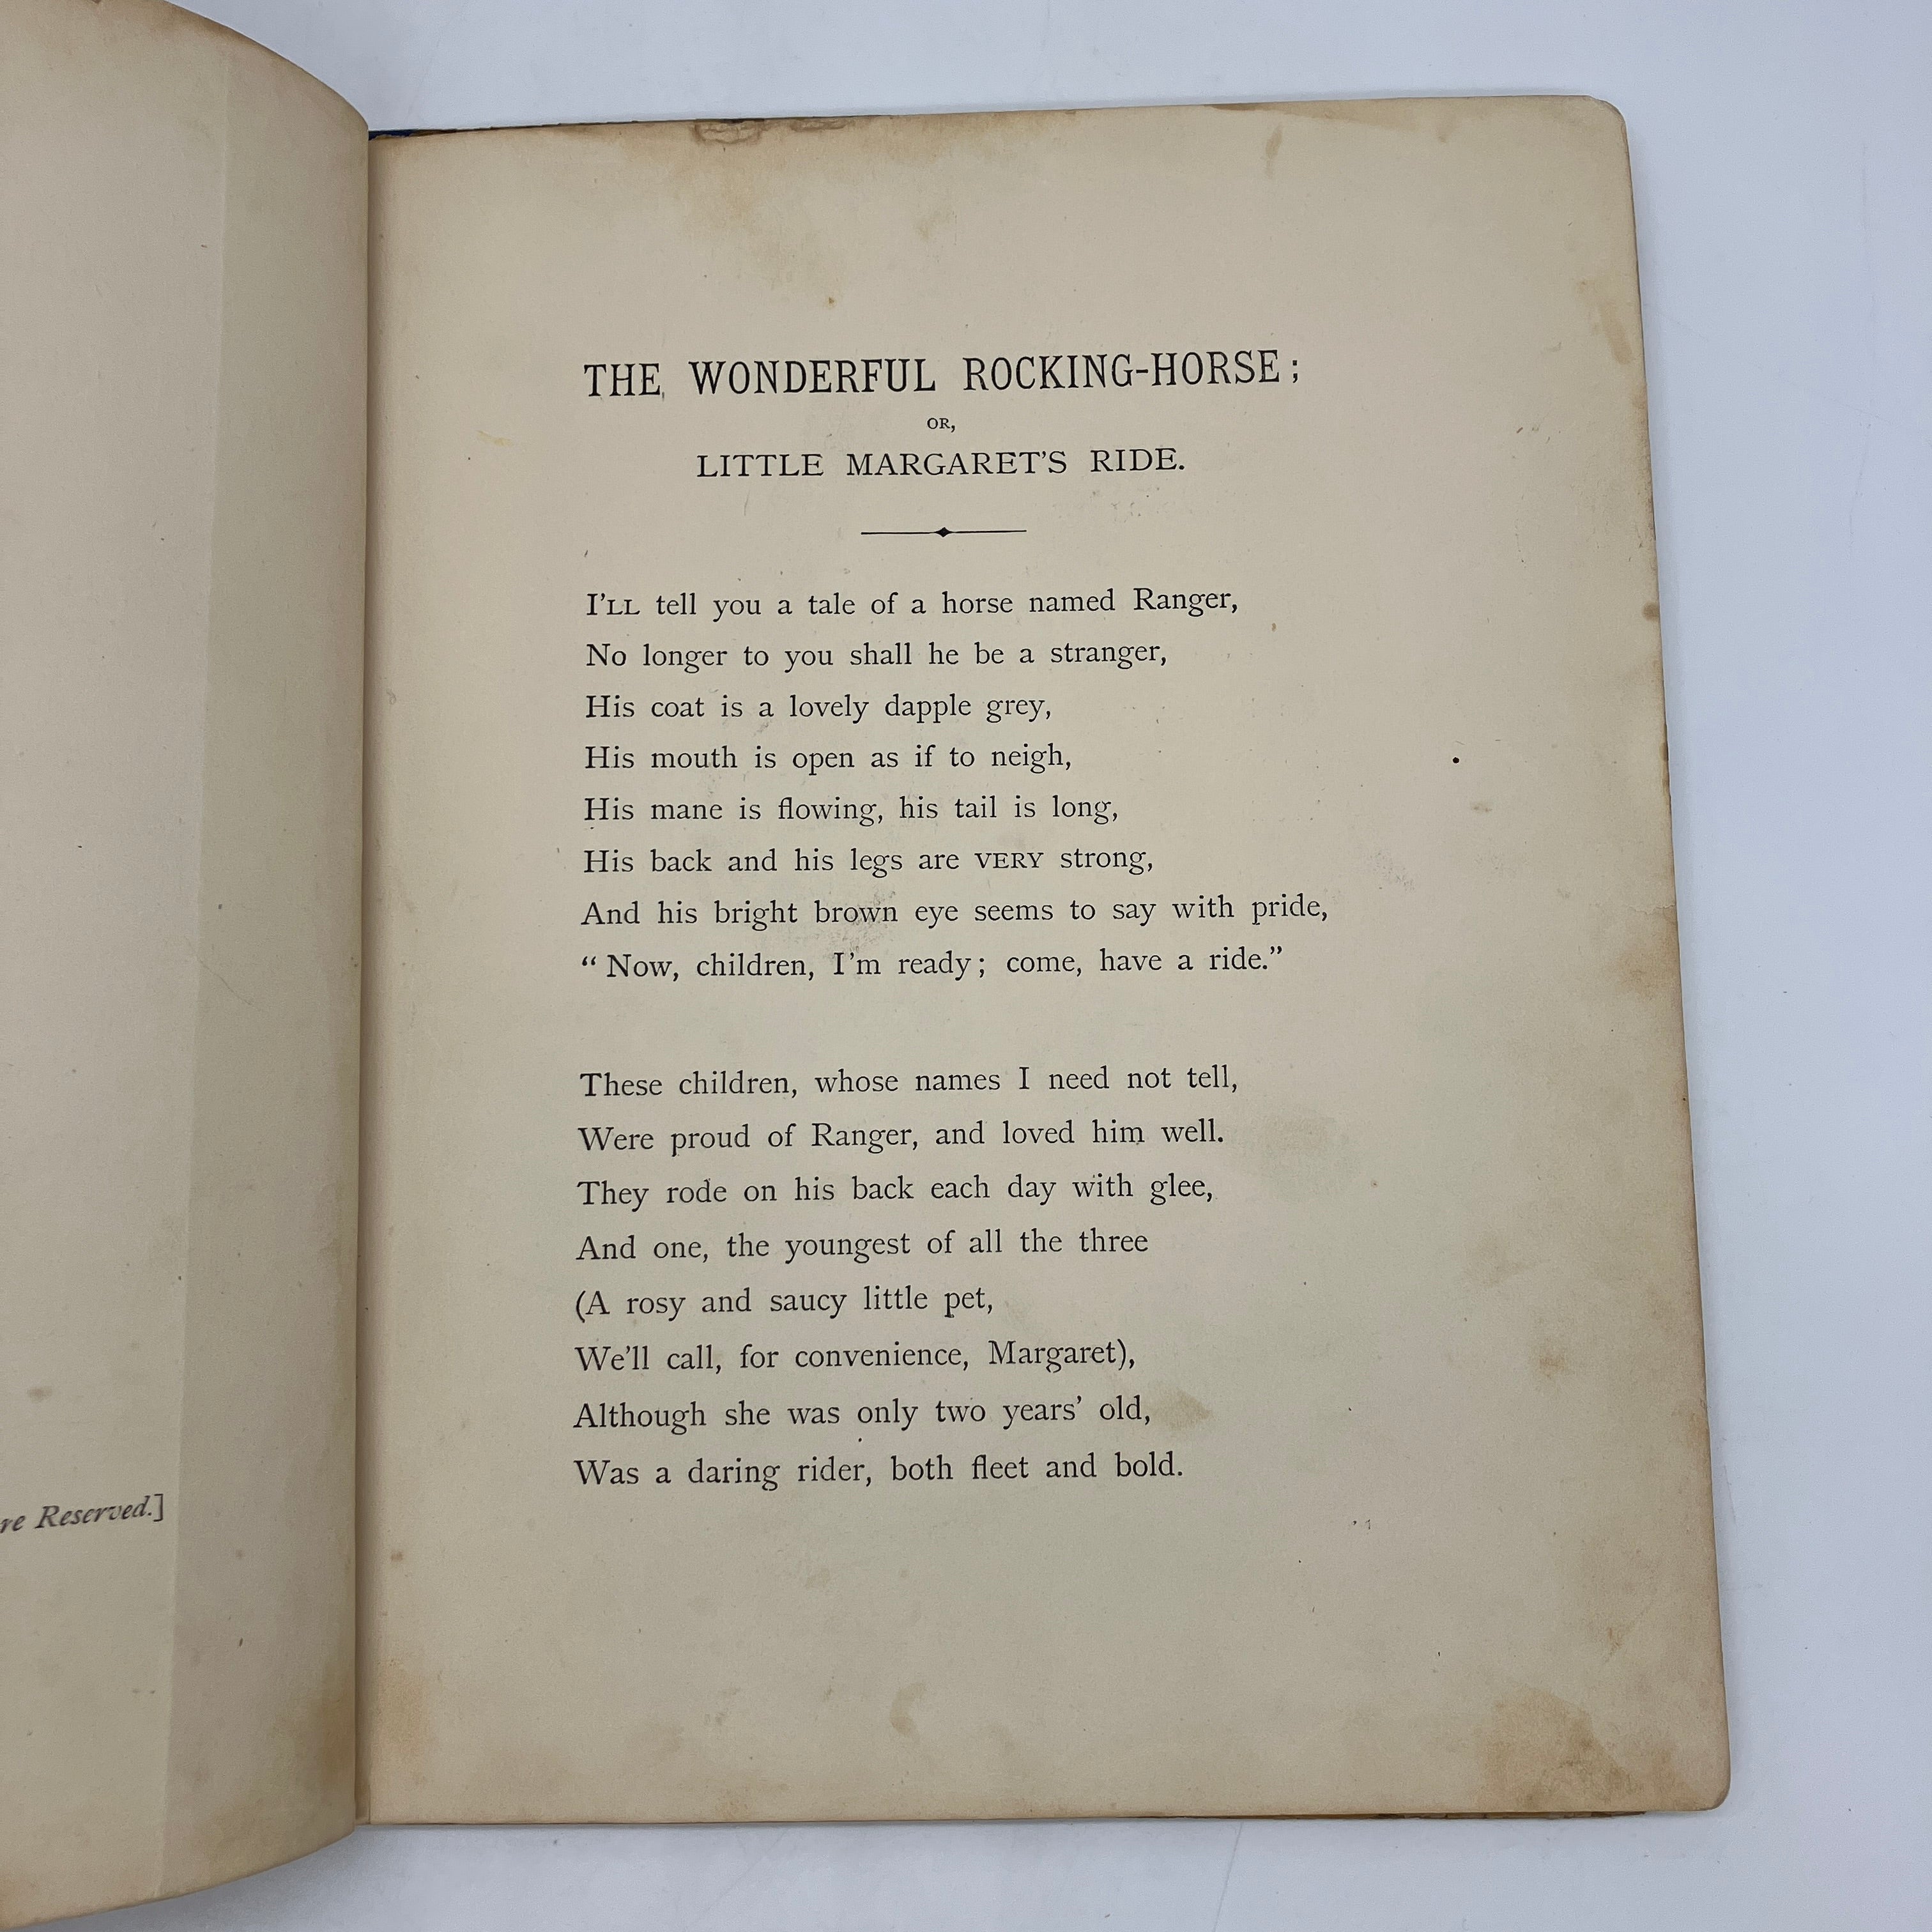 re Reserved.]
THE WONDERFUL ROCKING-HORSE;
OR,
LITTLE MARGARET'S RIDE.
I'LL tell you a tale of a horse named Ranger,
No longer to you shall he be a stranger,
His coat is a lovely dapple grey,
His mouth is open as if to neigh,
His mane is flowing, his tail is long,
His back and his legs are VERY strong,
And his bright brown eye seems to say with pride,
“Now, children, I'm ready; come, have a ride.”
These children, whose names I need not tell,
Were proud of Ranger, and loved him well.
They rode on his back each day with glee,
And one, the youngest of all the three
(A rosy and saucy little pet,
We'll call, for convenience, Margaret),
Although she was only two years' old,
Was a daring rider, both fleet and bold.